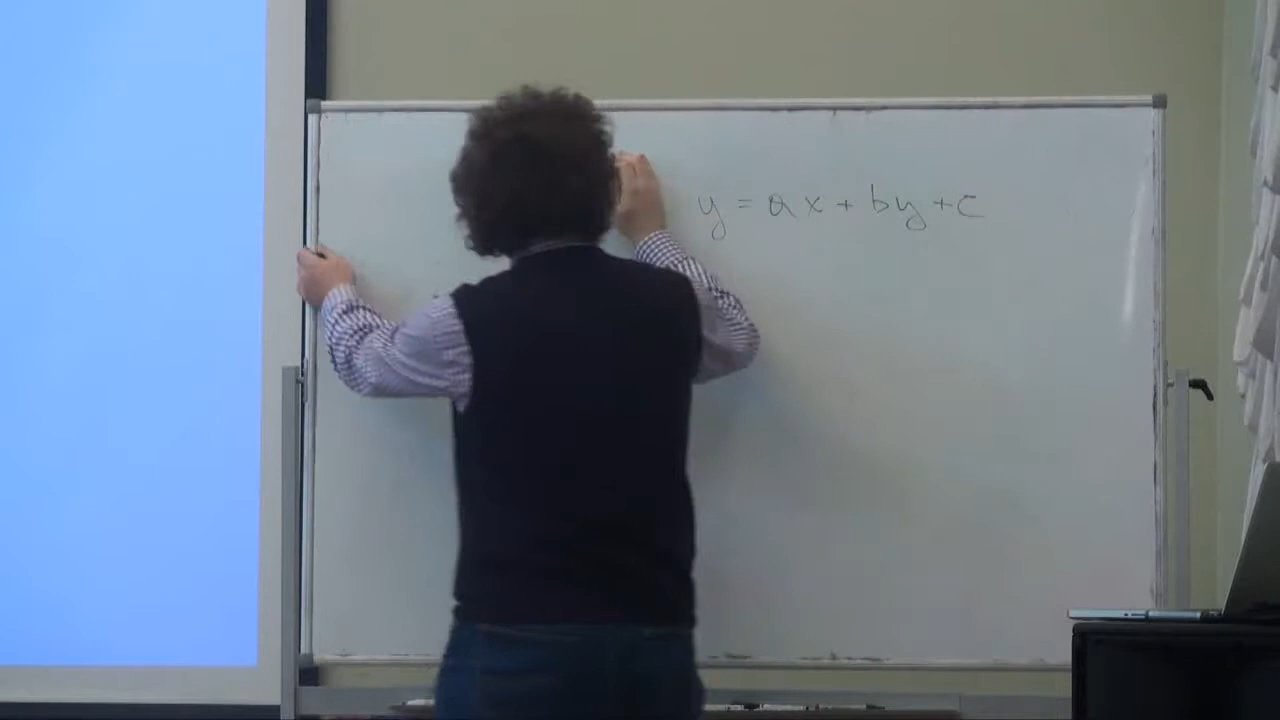 y = ax + by + c